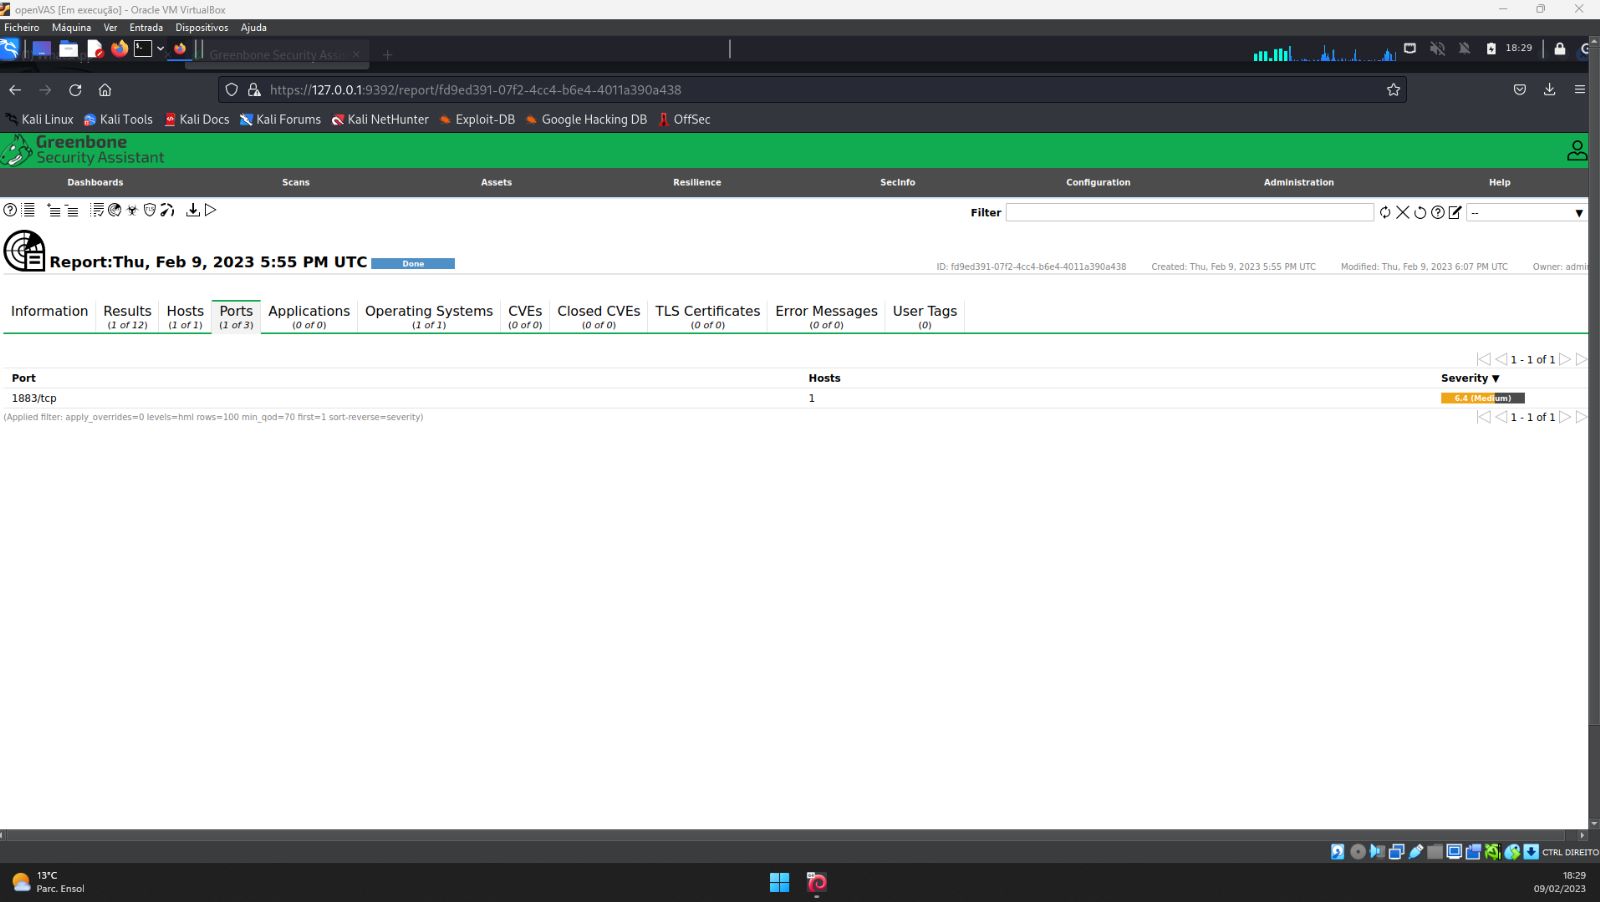 openVAS [Em execução] - Oracle VM VirtualBox
Ficheiro Máquina Ver Entrada Dispositivos Ajuda
Greenbone Security Assis
18:29
https://127.0.0.1:9392/report/fd9ed391-07f2-4cc4-b6e4-4011a390a438
Kali Linux Kali Tools Kali Docs Kali Forums Kali NetHunter Exploit-DB Google Hacking DB OffSec
Greenbone
Security Assistant
Dashboards Scans Assets Resilience SecInfo Configuration Administration Help
Filter --
Report:Thu, Feb 9, 2023 5:55 PM UTC Done
ID: fd9ed391-07f2-4cc4-b6e4-4011a390a438 Created: Thu, Feb 9, 2023 5:55 PM UTC Modified: Thu, Feb 9, 2023 6:07 PM UTC Owner: admi
Information Results Hosts Ports Applications Operating Systems CVEs Closed CVEs TLS Certificates Error Messages User Tags
(1 of 12) (1 of 1) (1 of 3) (0 of 0) (1 of 1) (0 of 0) (0 of 0) (0 of 0) (0 of 0) (0)
1 - 1 of 1
Port Hosts Severity ▼
1883/tcp 1 6.4 (Medium)
(Applied filter: apply_overrides=0 levels=hml rows=100 min_qod=70 first=1 sort-reverse=severity)
1 - 1 of 1
CTRL DIREITO
13°C
Parc. Ensol
18:29
09/02/2023